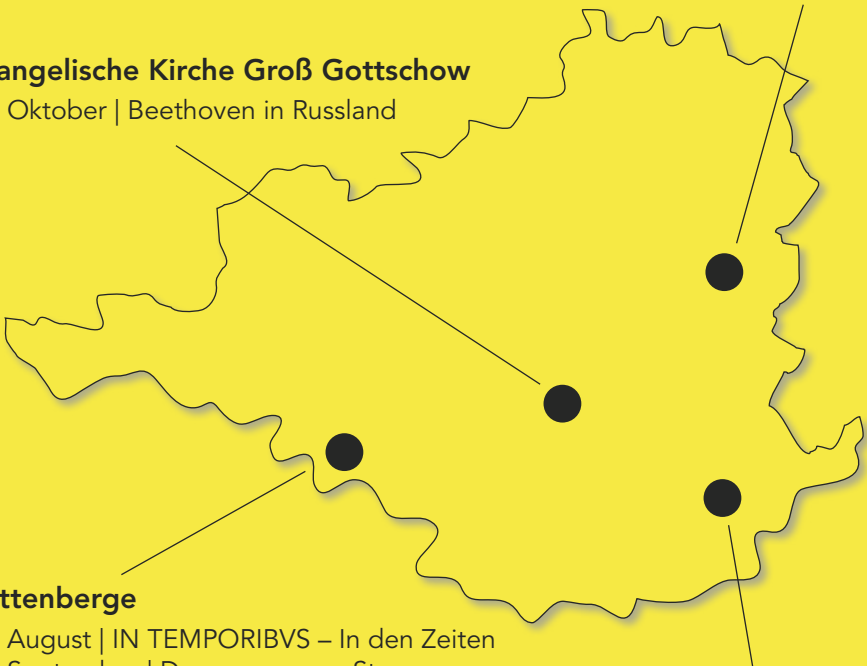 angelische Kirche Groß Gottschow
Oktober | Beethoven in Russland
ttenberge
August | IN TEMPORIBVS – In den Zeiten